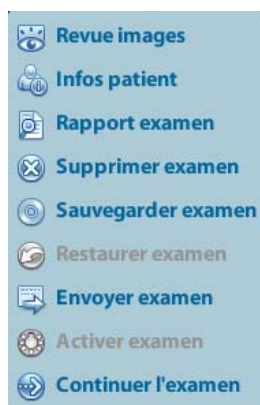 Revue images
Infos patient
Rapport examen
Supprimer examen
Sauvegarder examen
Restaurer examen
Envoyer examen
Activer examen
Continuer l'examen